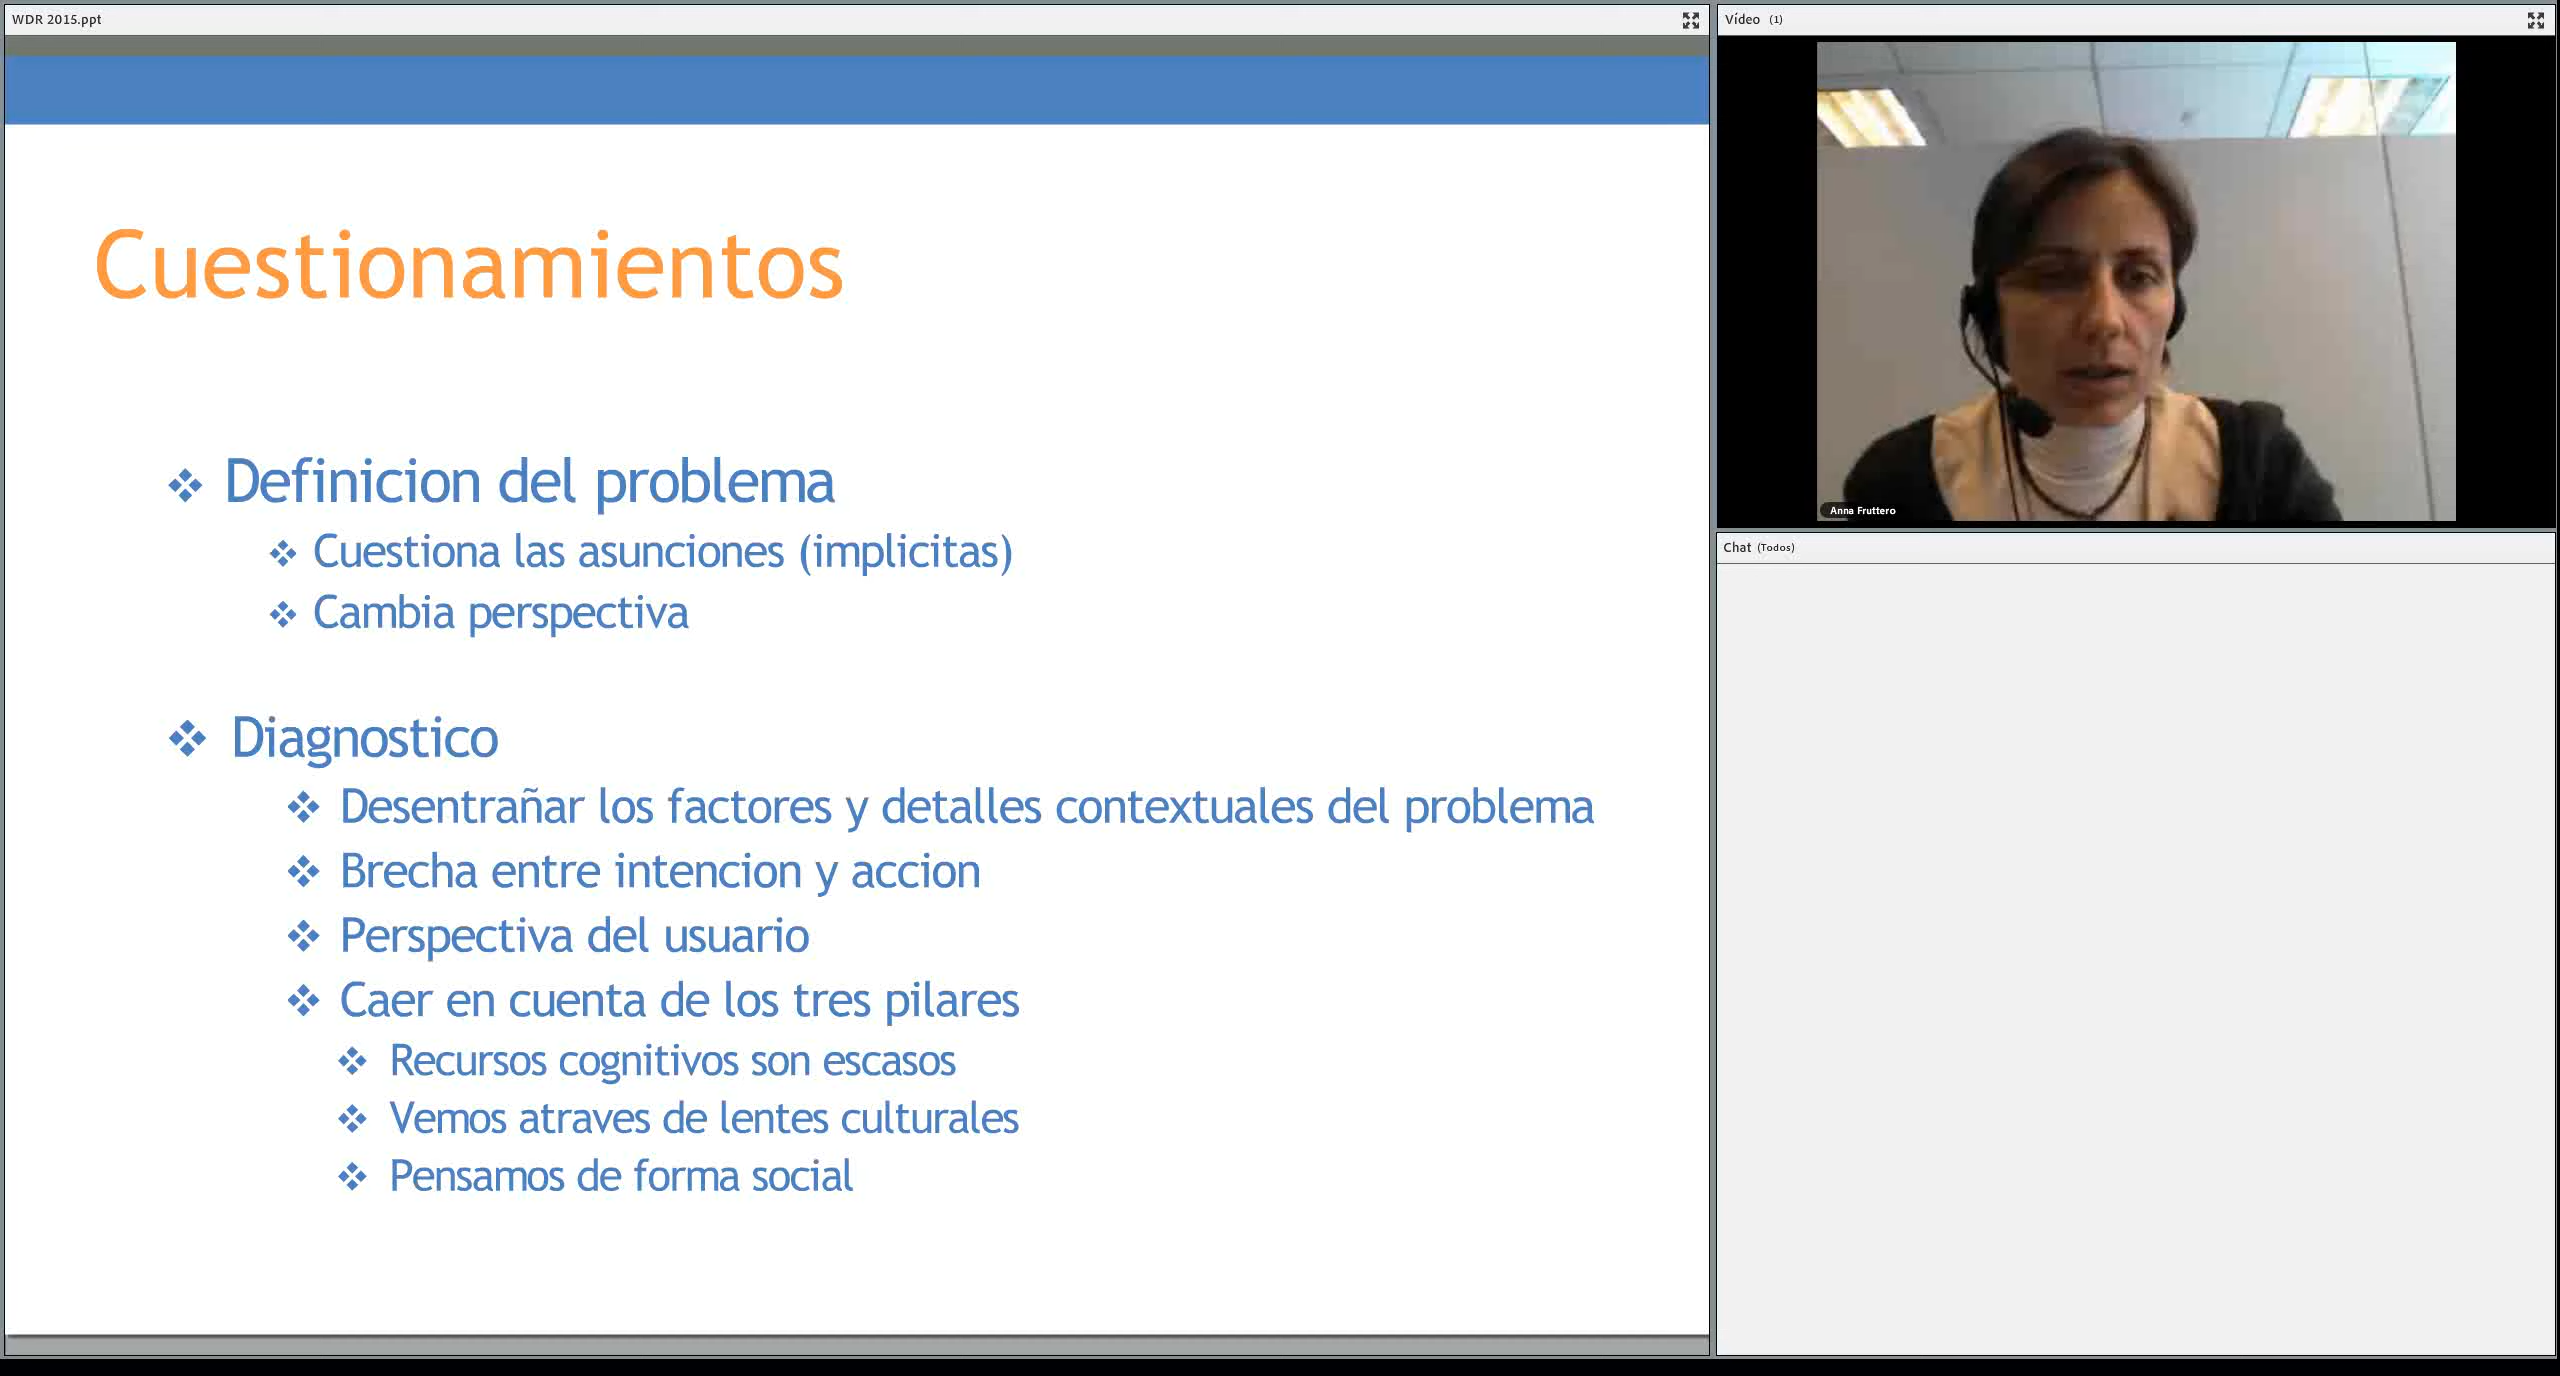 WDR 2015.ppt
Cuestionamientos
Definicion del problema
Cuestiona las asunciones (implicitas)
Cambia perspectiva
Diagnostico
Desentrañar los factores y detalles contextuales del problema
Brecha entre intencion y accion
Perspectiva del usuario
Caer en cuenta de los tres pilares
Recursos cognitivos son escasos
Vemos atraves de lentes culturales
Pensamos de forma social
Vídeo (1)
Anna Fruttero
Chat (Todos)